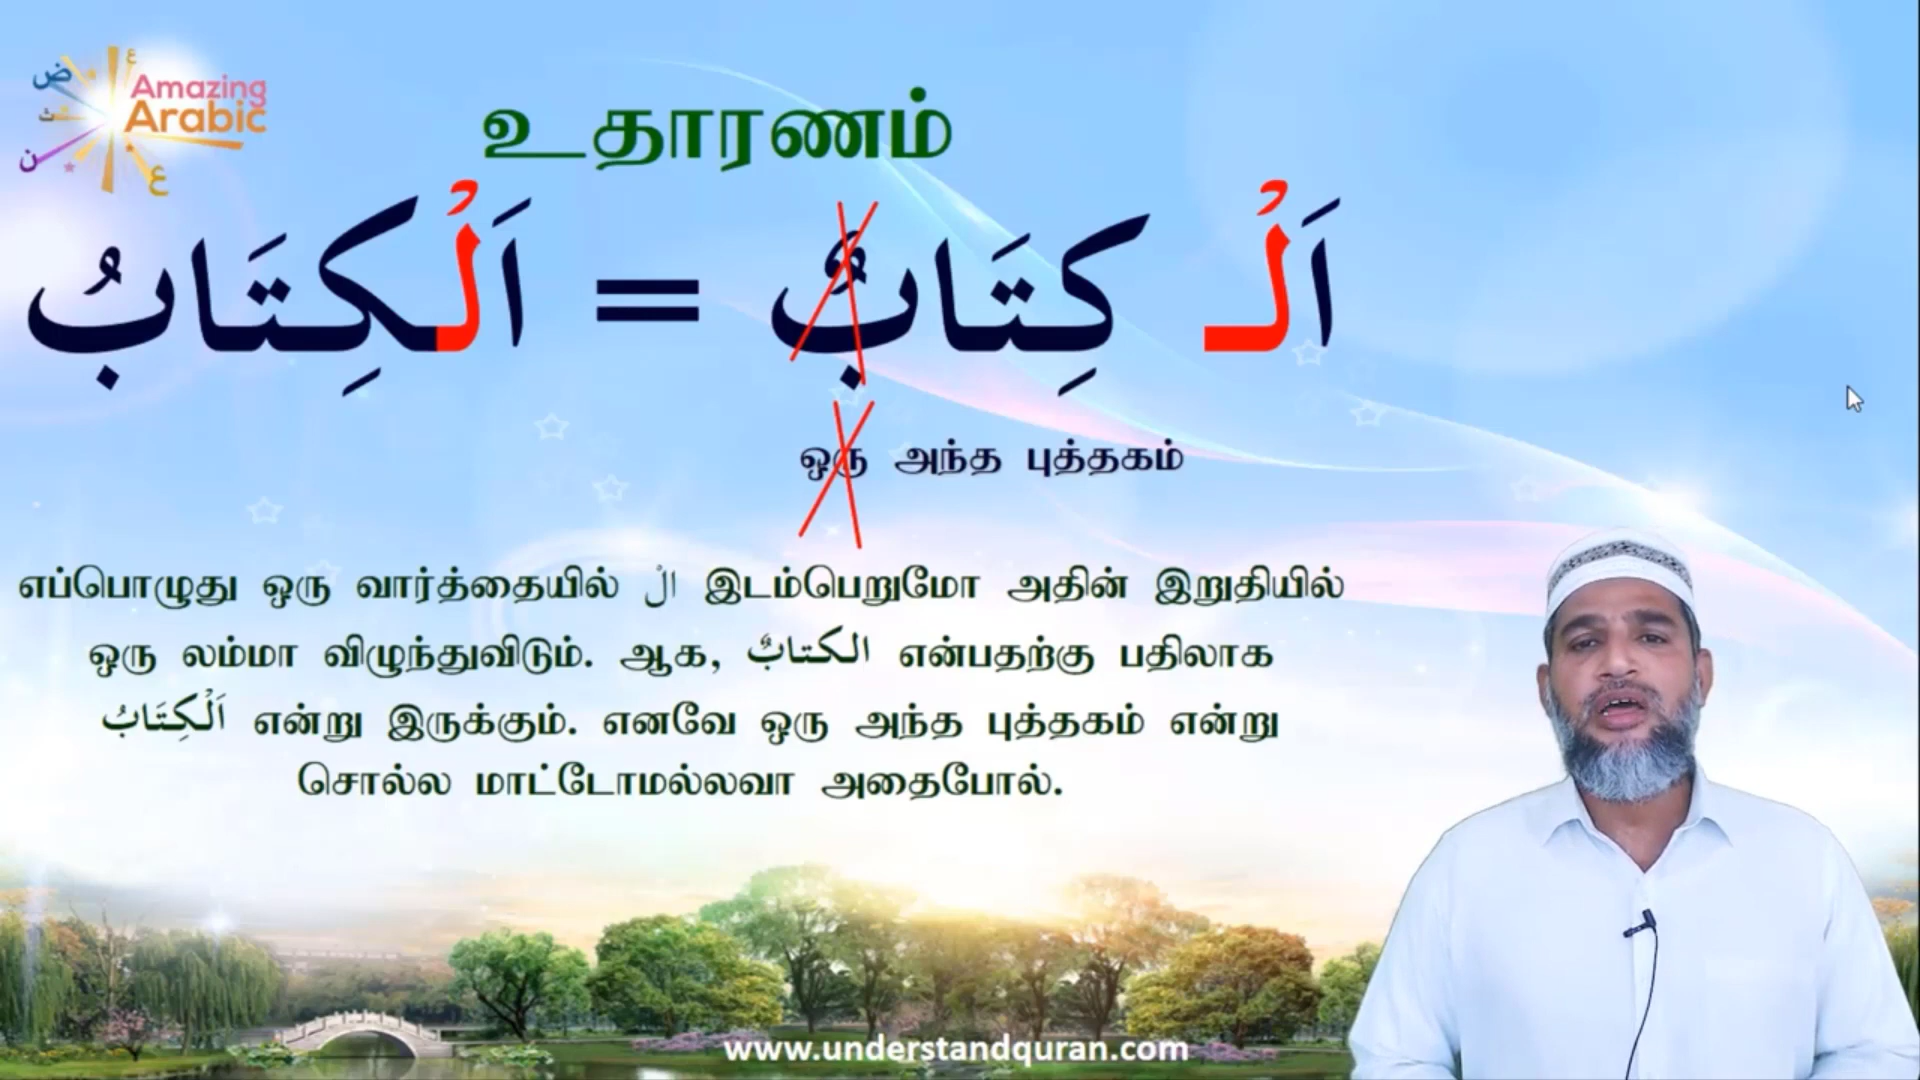 Amazing
Arabic
உதாரணம்
اَلْـ كِتَابٌ = اَلْكِتَابُ
ஒரு அந்த புத்தகம்
எப்பொழுது ஒரு வார்த்தையில் الْ இடம்பெறுமோ அதின் இறுதியில்
ஒரு லம்மா விழுந்துவிடும். ஆக, الكتابٌ என்பதற்கு பதிலாக
اَلْكِتَابُ என்று இருக்கும். எனவே ஒரு அந்த புத்தகம் என்று
சொல்ல மாட்டோமல்லவா அதைபோல்.
www.understandquran.com